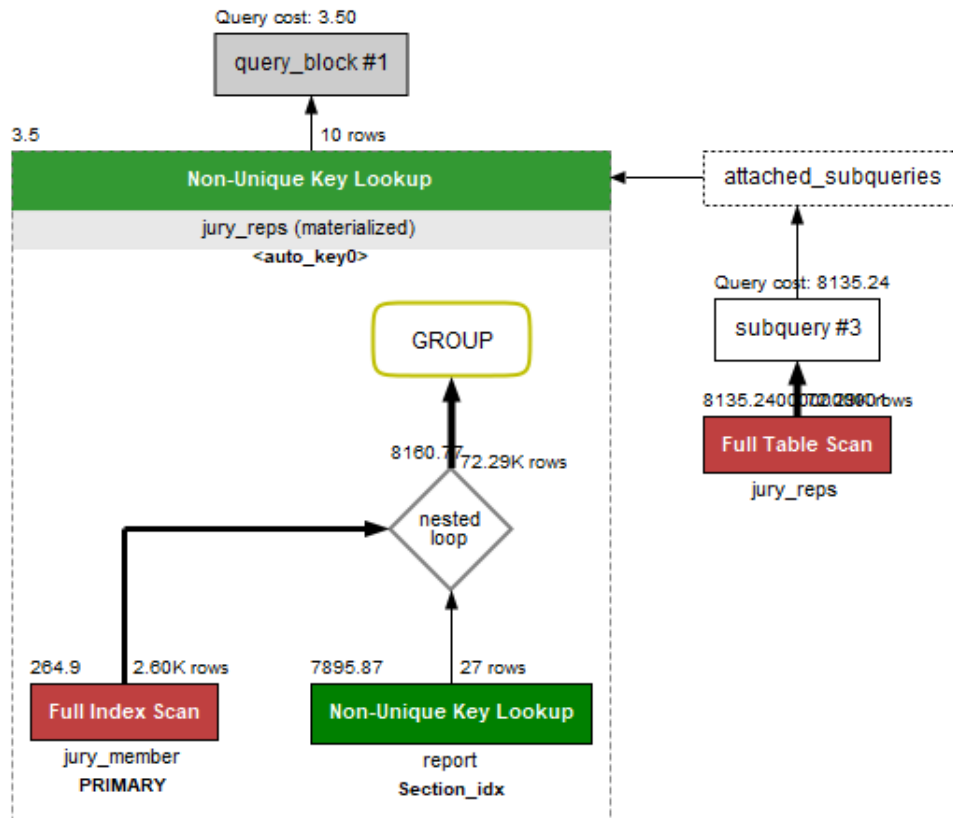 Query cost: 3.50
query_block #1
3.5
10 rows
Non-Unique Key Lookup
attached_subqueries
jury_reps (materialized)
<auto_key0>
Query cost: 8135.24
GROUP
subquery #3
8160.77
72.29K rows
rows
Full Table Scan
jury_reps
nested
loop
264.9
2.60K rows
7895.87
27 rows
Full Index Scan
Non-Unique Key Lookup
jury_member
report
PRIMARY
Section_idx